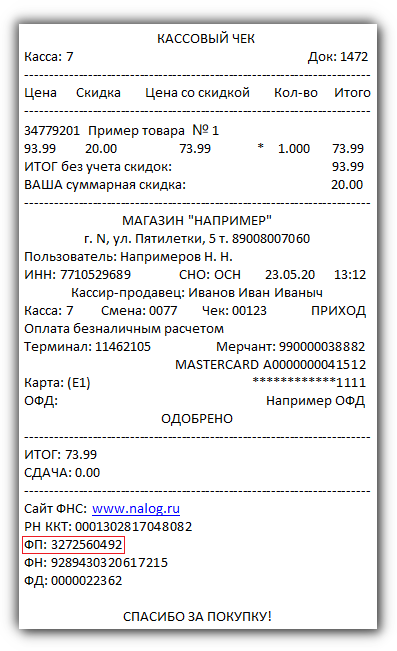 КАССОВЫЙ ЧЕК
Касса: 7 Док: 1472
Цена Скидка Цена со скидкой Кол-во Итого
34779201 Пример товара № 1
93.99 20.00 73.99 * 1.000 73.99
ИТОГ без учета скидок: 93.99
ВАША суммарная скидка: 20.00
МАГАЗИН "НАПРИМЕР"
г. N, ул. Пятилетки, 5 т. 89008007060
Пользователь: Напримеров Н. Н.
ИНН: 7710529689 СНО: ОСН 23.05.20 13:12
Кассир-продавец: Иванов Иван Иваныч
Касса: 7 Смена: 0077 Чек: 00123 ПРИХОД
Оплата безналичным расчетом
Терминал: 11462105 Мерчант: 990000038882
MASTERCARD A0000000041512
Карта: (E1) ************1111
ОФД: Например ОФД
ОДОБРЕНО
ИТОГ: 73.99
СДАЧА: 0.00
Сайт ФНС: www.nalog.ru
РН ККТ: 0001302817048082
ФП: 3272560492
ФН: 9289430320617215
ФД: 0000022362
СПАСИБО ЗА ПОКУПКУ!